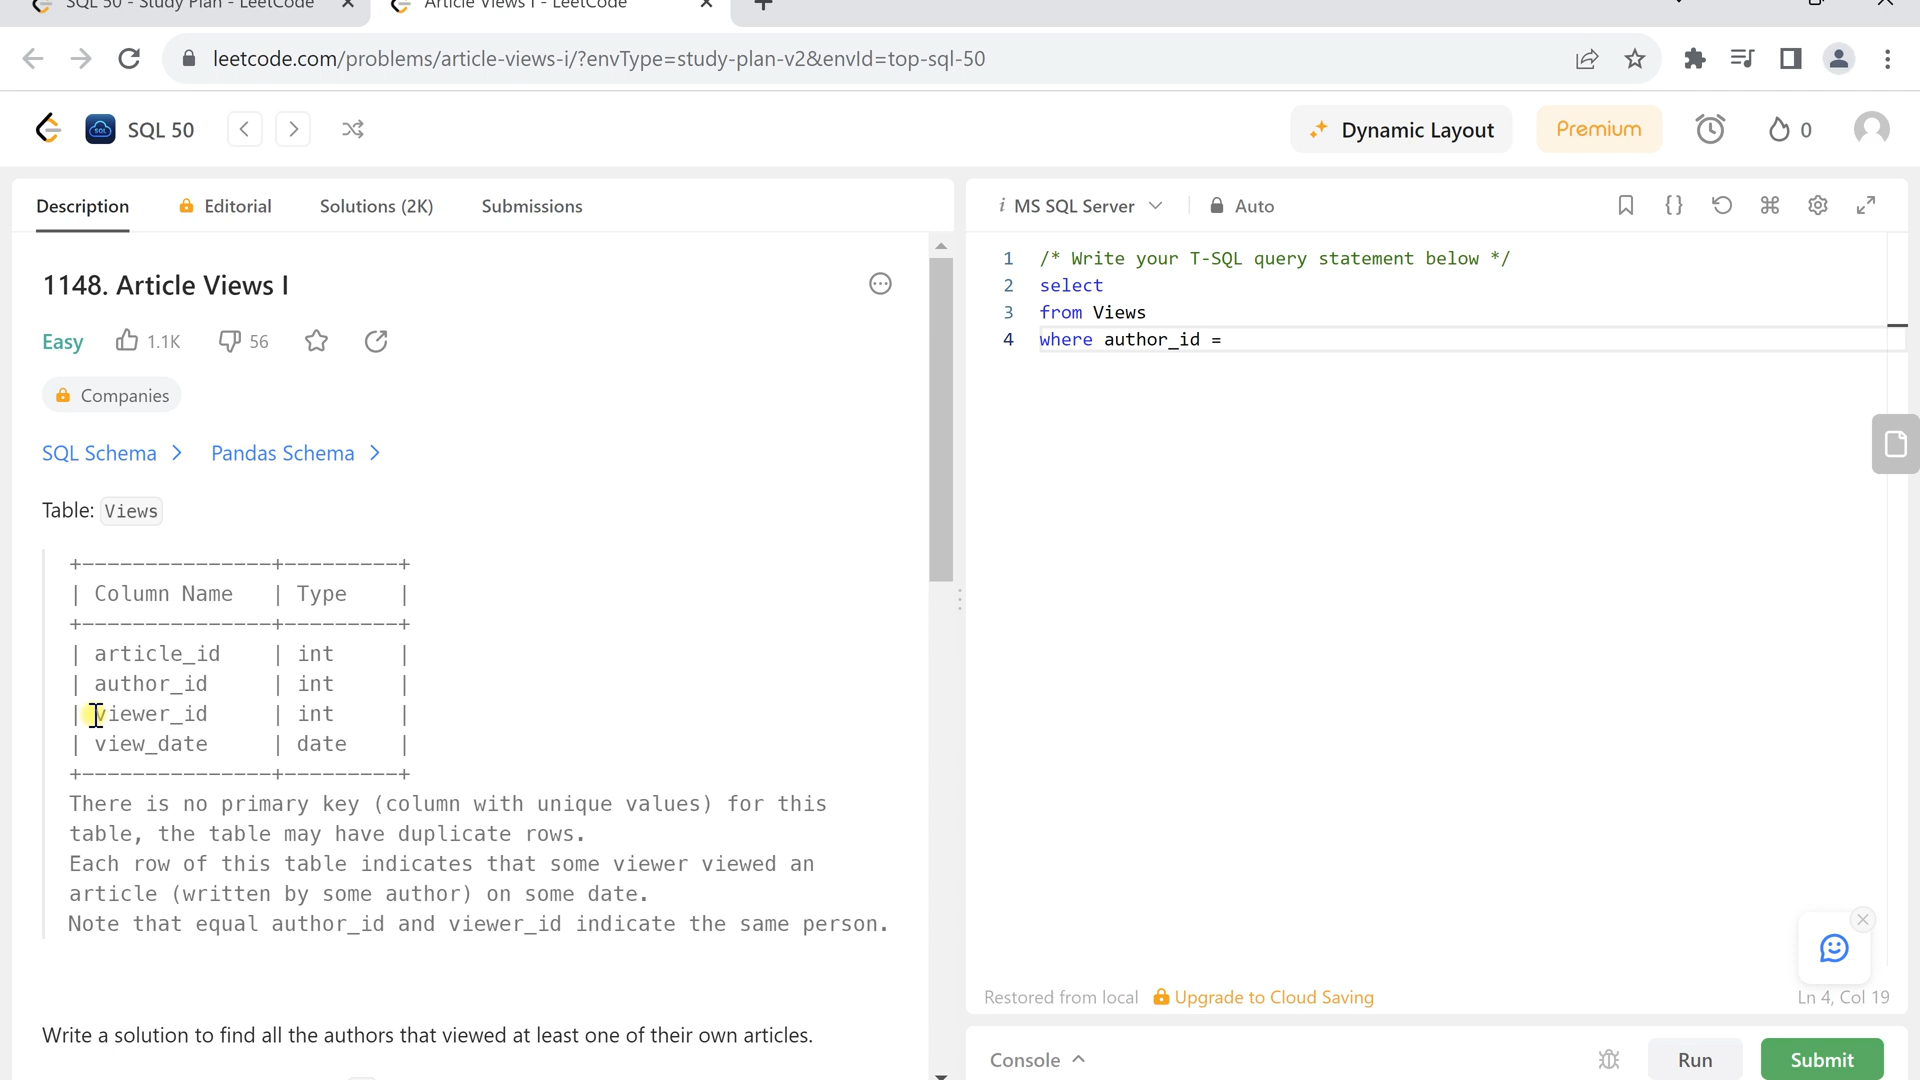 SQL 50 - Study Plan - LeetCode
Article Views I - LeetCode
leetcode.com/problems/article-views-i/?envType=study-plan-v2&envId=top-sql-50
SQL 50
Dynamic Layout
Premium
0
Description
Editorial
Solutions (2K)
Submissions
1148. Article Views I
Easy
1.1K
56
Companies
SQL Schema
Pandas Schema
Table: Views
+---------------+---------+
| Column Name | Type |
+---------------+---------+
| article_id | int |
| author_id | int |
| viewer_id | int |
| view_date | date |
+---------------+---------+
There is no primary key (column with unique values) for this
table, the table may have duplicate rows.
Each row of this table indicates that some viewer viewed an
article (written by some author) on some date.
Note that equal author_id and viewer_id indicate the same person.
Write a solution to find all the authors that viewed at least one of their own articles.
i MS SQL Server
Auto
1 /* Write your T-SQL query statement below */
2 select
3 from Views
4 where author_id =
Restored from local
Upgrade to Cloud Saving
Ln 4, Col 19
Console
Run
Submit